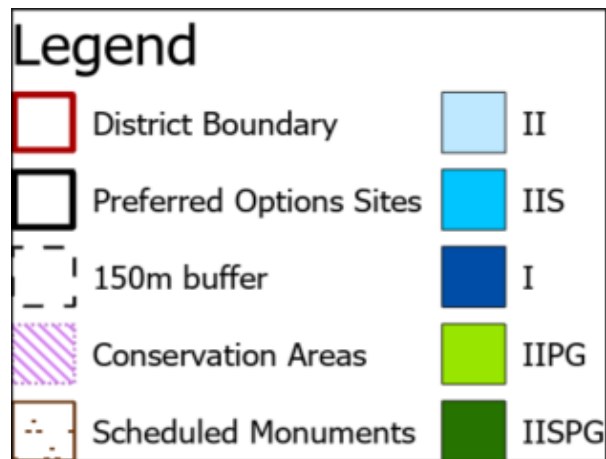 Legend
District Boundary
Preferred Options Sites
150m buffer
Conservation Areas
Scheduled Monuments
II
IIS
I
IIPG
IISPG